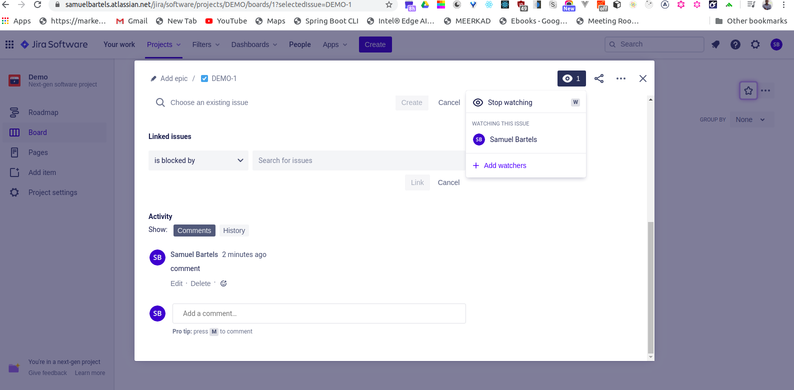 samuelbartels.atlassian.net/jira/software/projects/DEMO/boards/1?selectedIssue=DEMO-1
Apps
https://marke...
Gmail
New Tab
YouTube
Maps
Spring Boot CLI
Intel® Edge AI...
MEERKAD
Ebooks - Goog...
Meeting Roo...
Other bookmarks
Jira Software
Your work
Projects
Filters
Dashboards
People
Apps
Create
Search
SB
Demo
Next-gen software project
Roadmap
Board
Pages
Add item
Project settings
You're in a next-gen project
Give feedback
Learn more
GROUP BY
None
Add epic / DEMO-1
1
Choose an existing issue
Create
Cancel
Stop watching
W
WATCHING THIS ISSUE
SB Samuel Bartels
+ Add watchers
Linked issues
is blocked by
Search for issues
Link
Cancel
Activity
Show:
Comments
History
SB Samuel Bartels 2 minutes ago
comment
Edit · Delete ·
SB Add a comment...
Pro tip: press M to comment